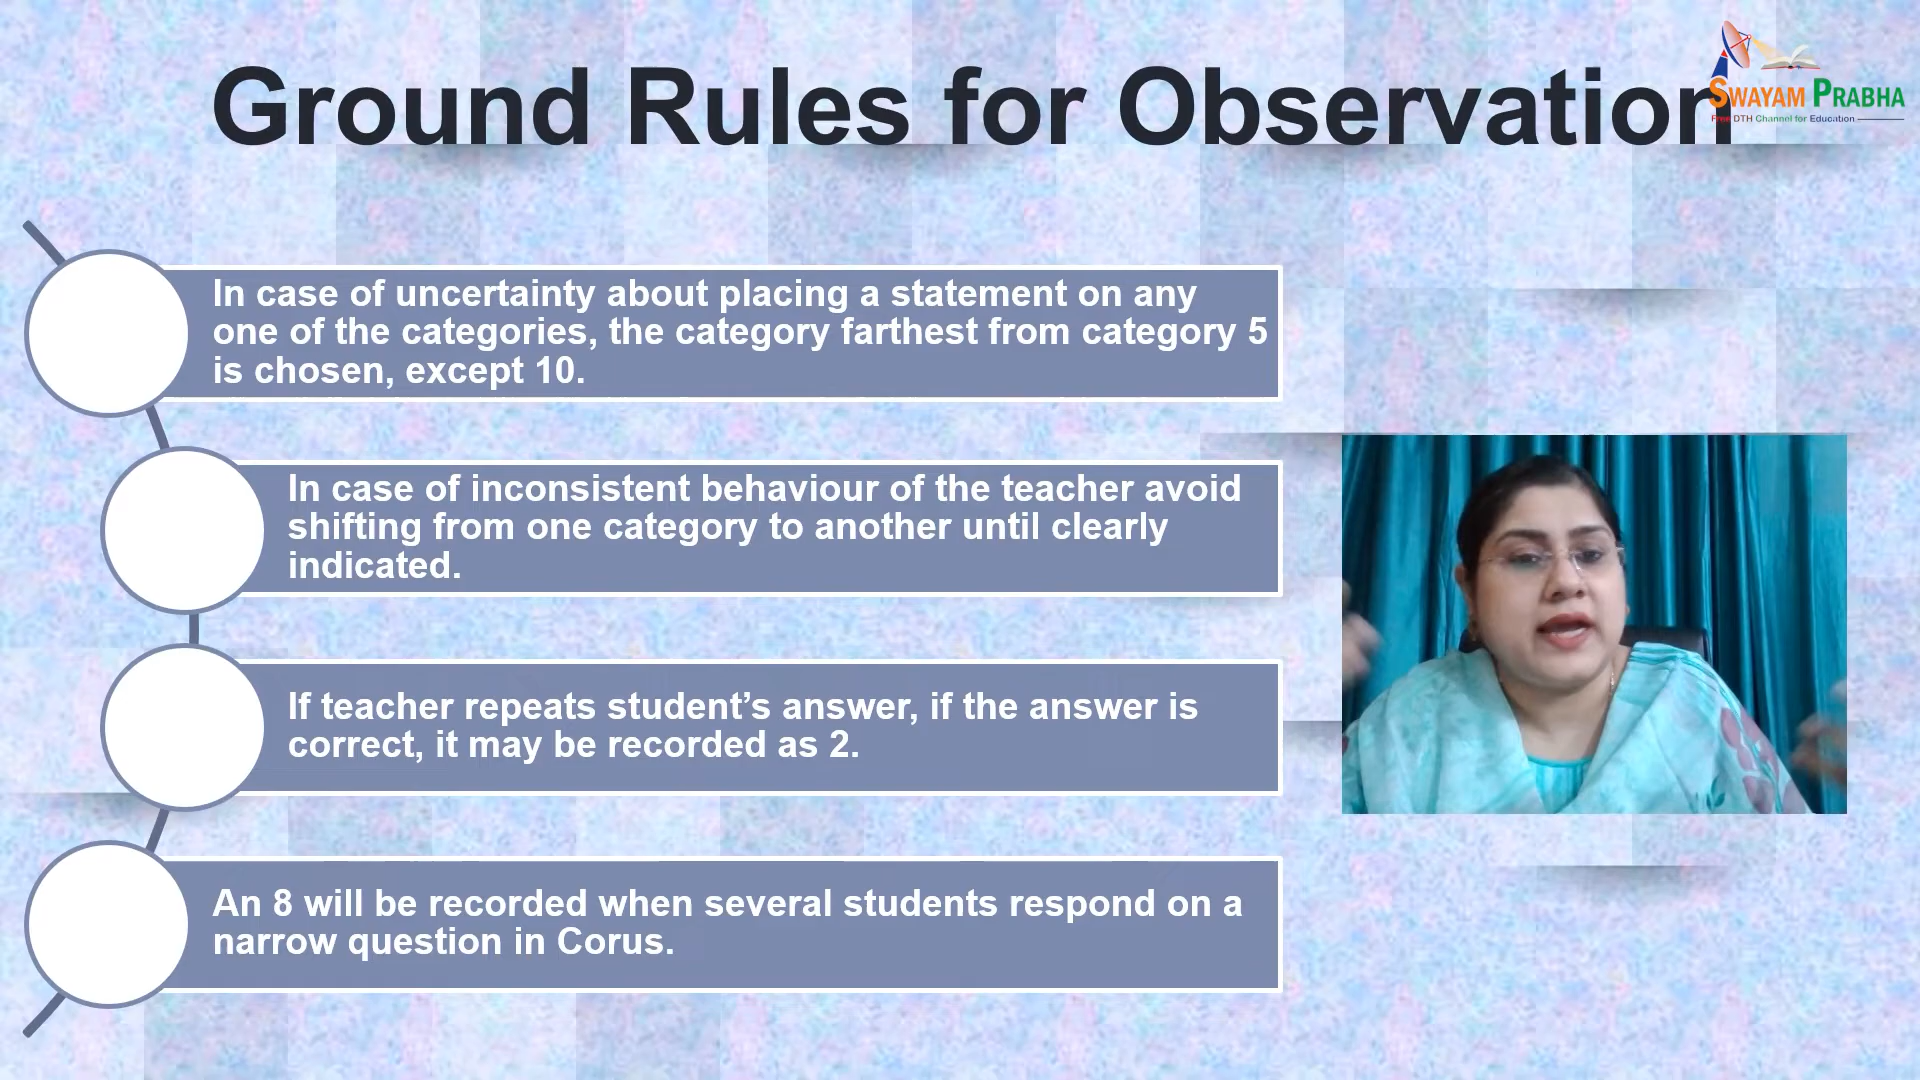 Ground Rules for Observation
SWAYAM PRABHA
Free DTH Channel for Education
In case of uncertainty about placing a statement on any
one of the categories, the category farthest from category 5
is chosen, except 10.
In case of inconsistent behaviour of the teacher avoid
shifting from one category to another until clearly
indicated.
If teacher repeats student’s answer, if the answer is
correct, it may be recorded as 2.
An 8 will be recorded when several students respond on a
narrow question in Corus.